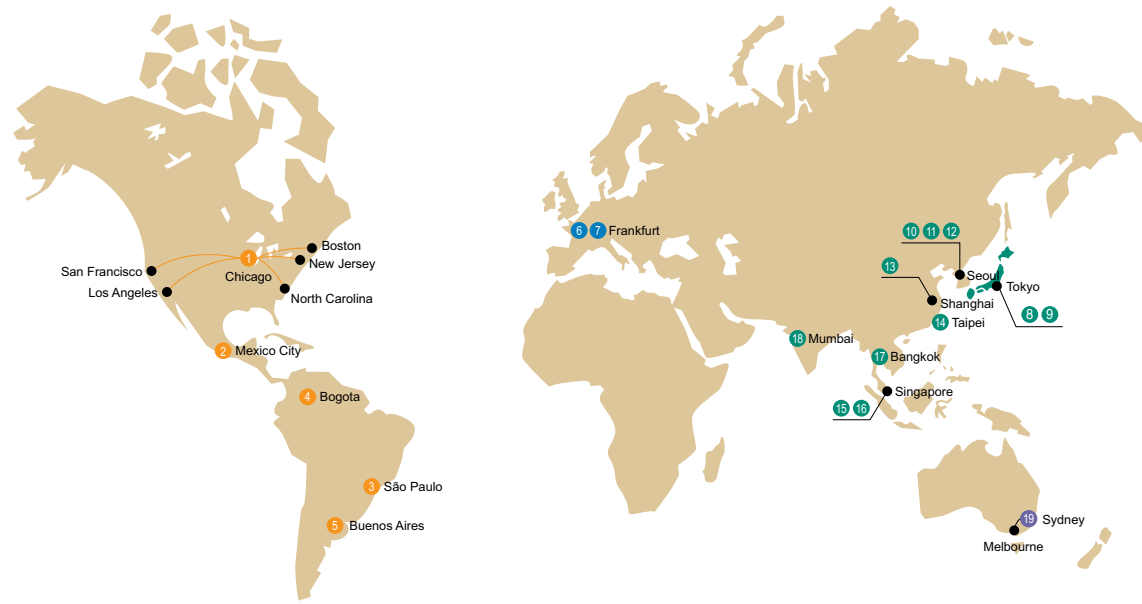 1
Chicago
San Francisco
Los Angeles
Boston
New Jersey
North Carolina
2 Mexico City
4 Bogota
3 São Paulo
5 Buenos Aires
6 7 Frankfurt
10 11 12
Seoul
13
Shanghai
Tokyo
8 9
14 Taipei
18 Mumbai
17 Bangkok
Singapore
15 16
19 Sydney
Melbourne